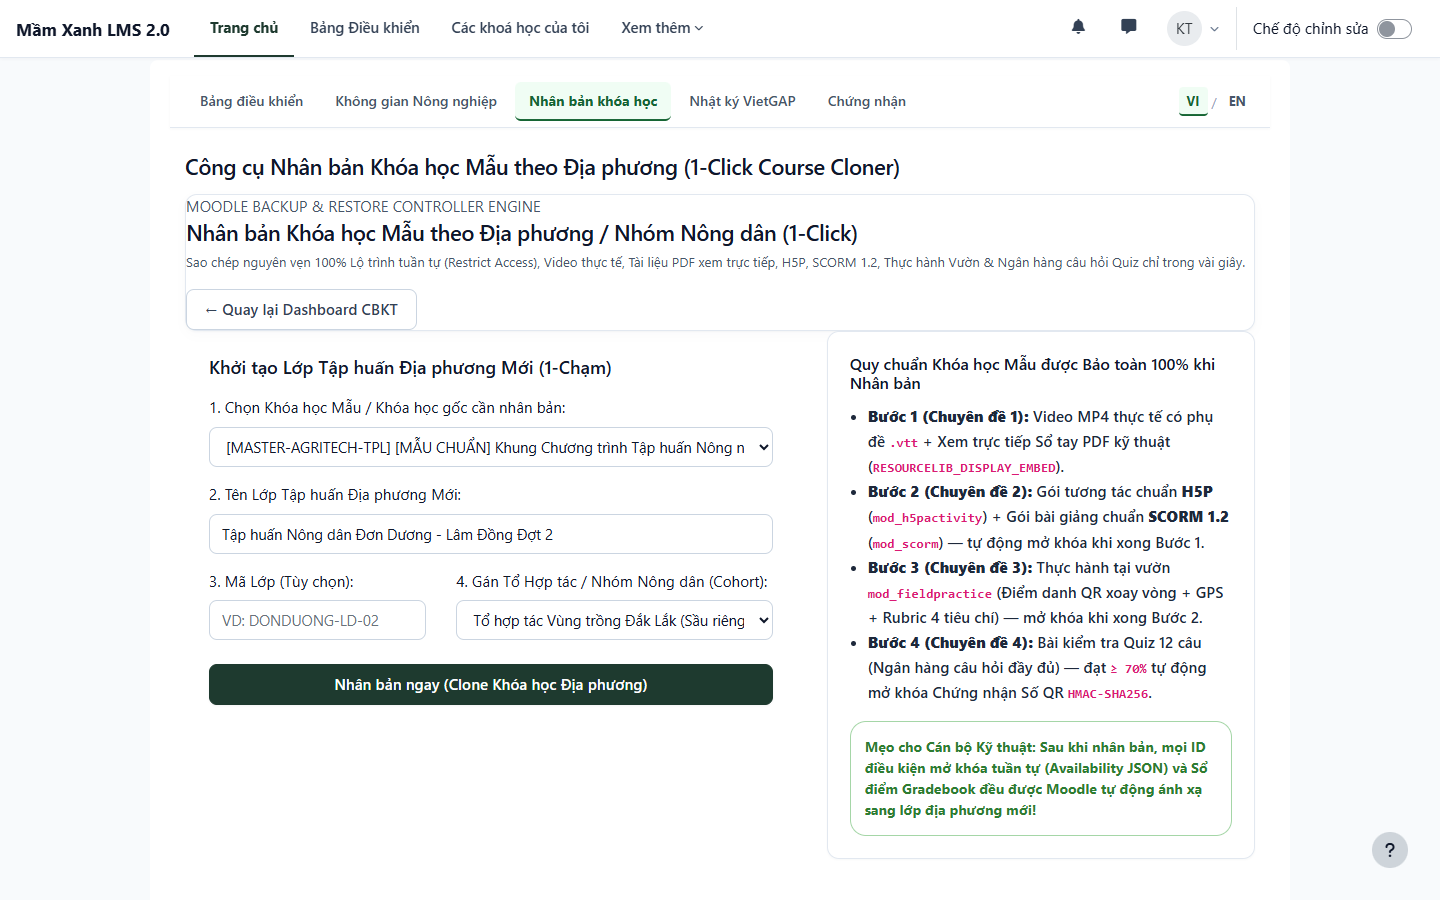 Mầm Xanh LMS 2.0
Trang chủ
Bảng Điều khiển
Các khoá học của tôi
Xem thêm
KT
Chế độ chỉnh sửa
Bảng điều khiển
Không gian Nông nghiệp
Nhân bản khóa học
Nhật ký VietGAP
Chứng nhận
VI / EN
Công cụ Nhân bản Khóa học Mẫu theo Địa phương (1-Click Course Cloner)
MOODLE BACKUP & RESTORE CONTROLLER ENGINE
Nhân bản Khóa học Mẫu theo Địa phương / Nhóm Nông dân (1-Click)
Sao chép nguyên vẹn 100% Lộ trình tuần tự (Restrict Access), Video thực tế, Tài liệu PDF xem trực tiếp, H5P, SCORM 1.2, Thực hành Vườn & Ngân hàng câu hỏi Quiz chỉ trong vài giây.
← Quay lại Dashboard CBKT
Khởi tạo Lớp Tập huấn Địa phương Mới (1-Chạm)
1. Chọn Khóa học Mẫu / Khóa học gốc cần nhân bản:
[MASTER-AGRITECH-TPL] [MẪU CHUẨN] Khung Chương trình Tập huấn Nông n
2. Tên Lớp Tập huấn Địa phương Mới:
Tập huấn Nông dân Đơn Dương - Lâm Đồng Đợt 2
3. Mã Lớp (Tùy chọn):
VD: DONDUONG-LD-02
4. Gán Tổ Hợp tác / Nhóm Nông dân (Cohort):
Tổ hợp tác Vùng trồng Đắk Lắk (Sầu riêng
Nhân bản ngay (Clone Khóa học Địa phương)
Quy chuẩn Khóa học Mẫu được Bảo toàn 100% khi
Nhân bản
• Bước 1 (Chuyên đề 1): Video MP4 thực tế có phụ
đề .vtt + Xem trực tiếp Sổ tay PDF kỹ thuật
(RESOURCELIB_DISPLAY_EMBED).
• Bước 2 (Chuyên đề 2): Gói tương tác chuẩn H5P
(mod_h5pactivity) + Gói bài giảng chuẩn SCORM 1.2
(mod_scorm) — tự động mở khóa khi xong Bước 1.
• Bước 3 (Chuyên đề 3): Thực hành tại vườn
mod_fieldpractice (Điểm danh QR xoay vòng + GPS
+ Rubric 4 tiêu chí) — mở khóa khi xong Bước 2.
• Bước 4 (Chuyên đề 4): Bài kiểm tra Quiz 12 câu
(Ngân hàng câu hỏi đầy đủ) — đạt ≥ 70% tự động
mở khóa Chứng nhận Số QR HMAC-SHA256.
Mẹo cho Cán bộ Kỹ thuật: Sau khi nhân bản, mọi ID
điều kiện mở khóa tuần tự (Availability JSON) và Sổ
điểm Gradebook đều được Moodle tự động ánh xạ
sang lớp địa phương mới!
?